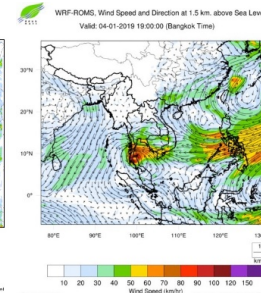 WRF-ROMS, Wind Speed and Direction at 1.5 km. above Sea Leve
Valid: 04-01-2019 19:00:00 (Bangkok Time)
30°N
20°N
10°N
0°
80°E 90°E 100°E 110°E 120°E 13
10 20 30 40 50 60 70 80 90 100 120 150
Wind Speed (km/hr)